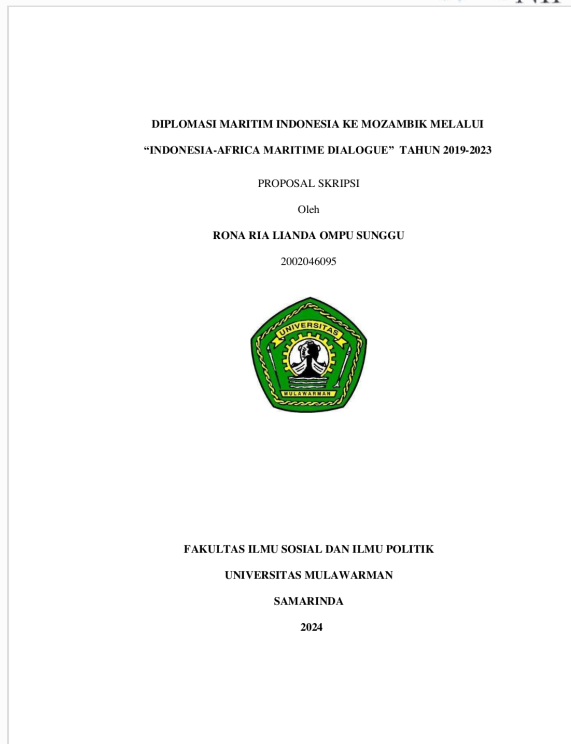 DIPLOMASI MARITIM INDONESIA KE MOZAMBIK MELALUI
“INDONESIA-AFRICA MARITIME DIALOGUE” TAHUN 2019-2023
PROPOSAL SKRIPSI
Oleh
RONA RIA LIANDA OMPU SUNGGU
2002046095
UNIVERSITAS
MULAWARMAN
FAKULTAS ILMU SOSIAL DAN ILMU POLITIK
UNIVERSITAS MULAWARMAN
SAMARINDA
2024